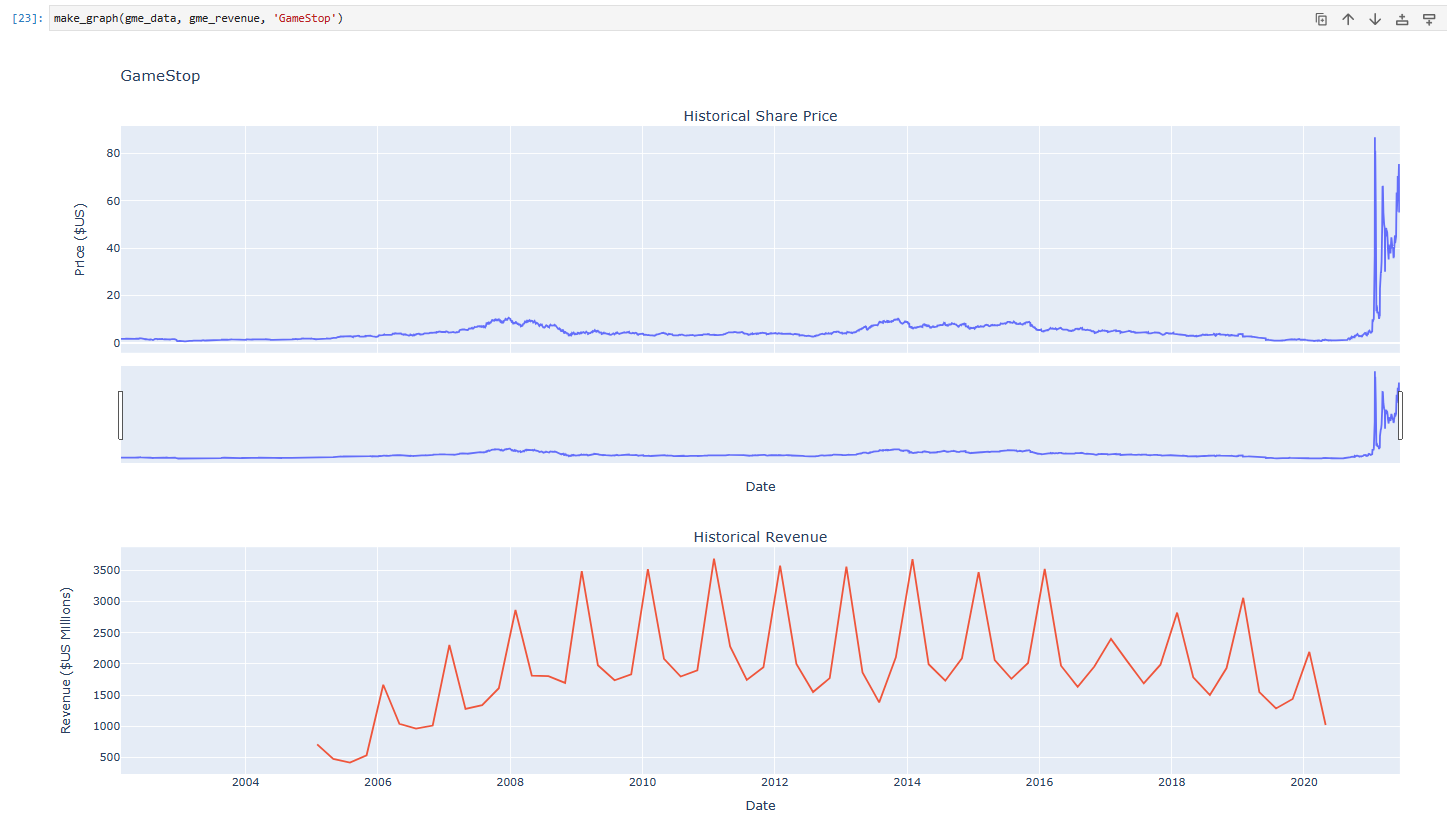 [23]: make_graph(gme_data, gme_revenue, 'GameStop')
GameStop
Historical Share Price
80
60
40
20
0
Price ($US)
Date
Historical Revenue
3500
3000
2500
2000
1500
1000
500
Revenue ($US Millions)
2004 2006 2008 2010 2012 2014 2016 2018 2020
Date